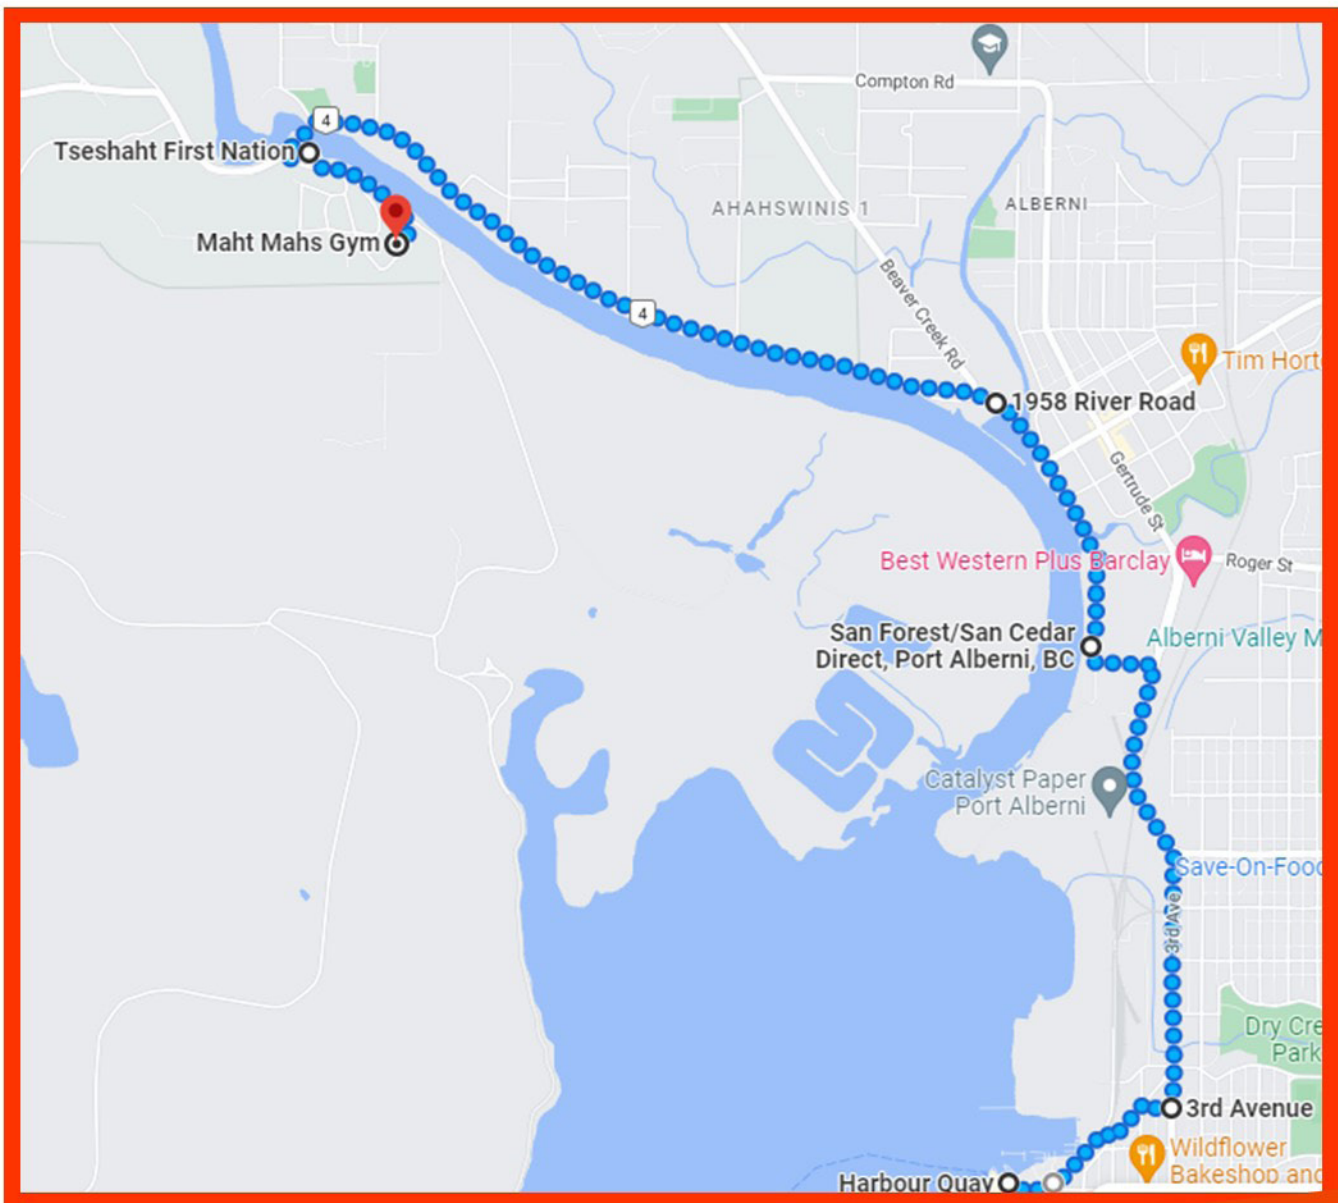 Compton Rd
4
Tseshaht First Nation
AHAHSWINIS 1
ALBERNI
Maht Mahs Gym
Beaver Creek Rd
4
Tim Hort
1958 River Road
Gertrude St
Best Western Plus Barclay
Roger St
San Forest/San Cedar
Direct, Port Alberni, BC
Alberni Valley M
Catalyst Paper
Port Alberni
Save-On-Food
3rd Ave
Dry Cre
Park
3rd Avenue
Wildflower
Bakeshop and
Harbour Quay